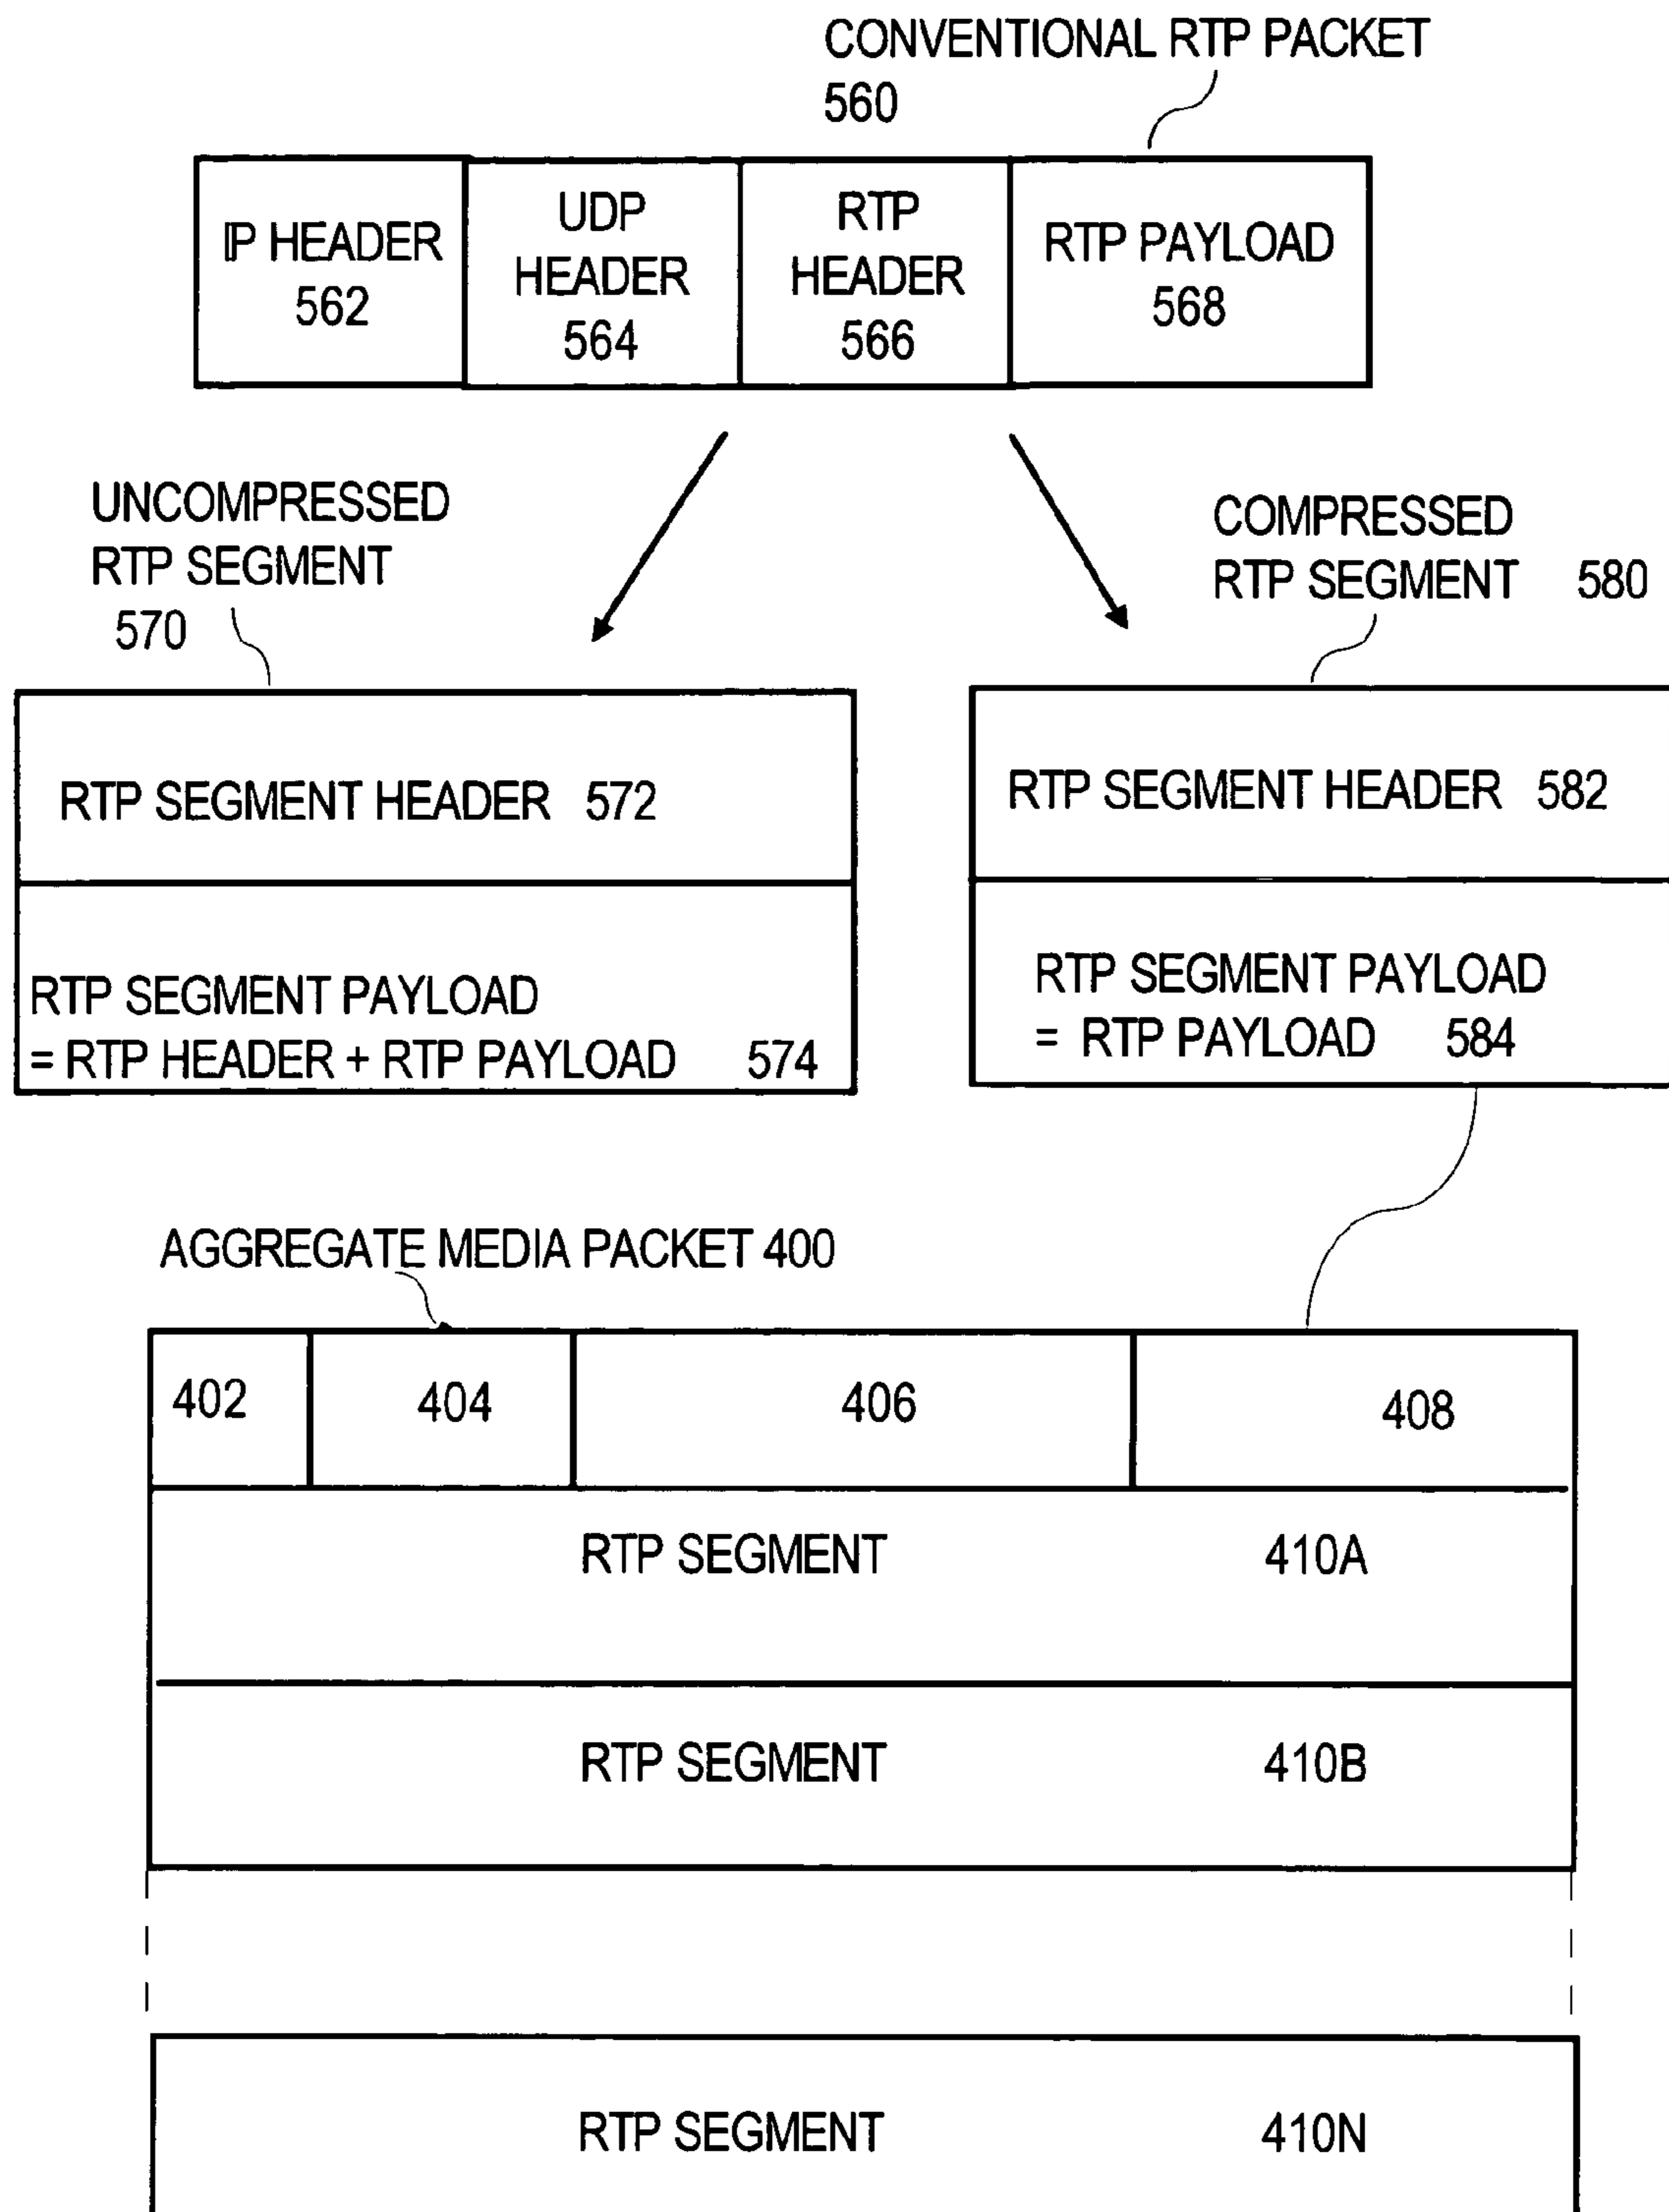 CONVENTIONAL RTP PACKET
560
IP HEADER
562
UDP
HEADER
564
RTP
HEADER
566
RTP PAYLOAD
568
UNCOMPRESSED
RTP SEGMENT
570
COMPRESSED
RTP SEGMENT 580
RTP SEGMENT HEADER 572
RTP SEGMENT PAYLOAD
= RTP HEADER + RTP PAYLOAD 574
RTP SEGMENT HEADER 582
RTP SEGMENT PAYLOAD
= RTP PAYLOAD 584
AGGREGATE MEDIA PACKET 400
402 404 406 408
RTP SEGMENT 410A
RTP SEGMENT 410B
RTP SEGMENT 410N